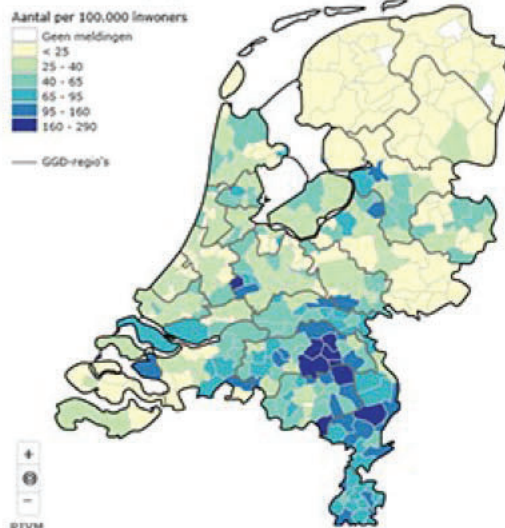 Aantal per 100.000 inwoners
Geen meldingen
< 25
25 - 40
40 - 65
65 - 95
95 - 160
160 - 290
GGD-regio's
+
−
RIVM